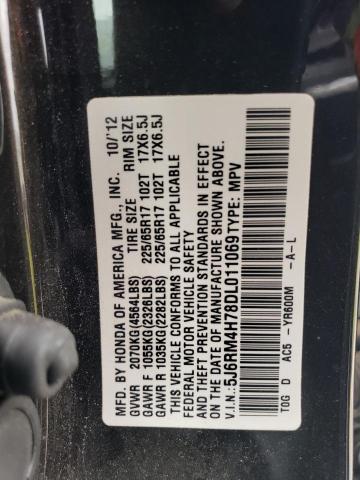 MFD. BY HONDA OF AMERICA MFG., INC. 10/12
GVWR 2070KG(4564LBS) TIRE SIZE RIM SIZE
GAWR F 1055KG(2326LBS) 225/65R17 102T 17X6.5J
GAWR R 1035KG(2282LBS) 225/65R17 102T 17X6.5J
THIS VEHICLE CONFORMS TO ALL APPLICABLE
FEDERAL MOTOR VEHICLE SAFETY
AND THEFT PREVENTION STANDARDS IN EFFECT
ON THE DATE OF MANUFACTURE SHOWN ABOVE.
V.I.N.:5J6RM4H78DL011069 TYPE: MPV
TOG D AC5 -YR600M -A-L